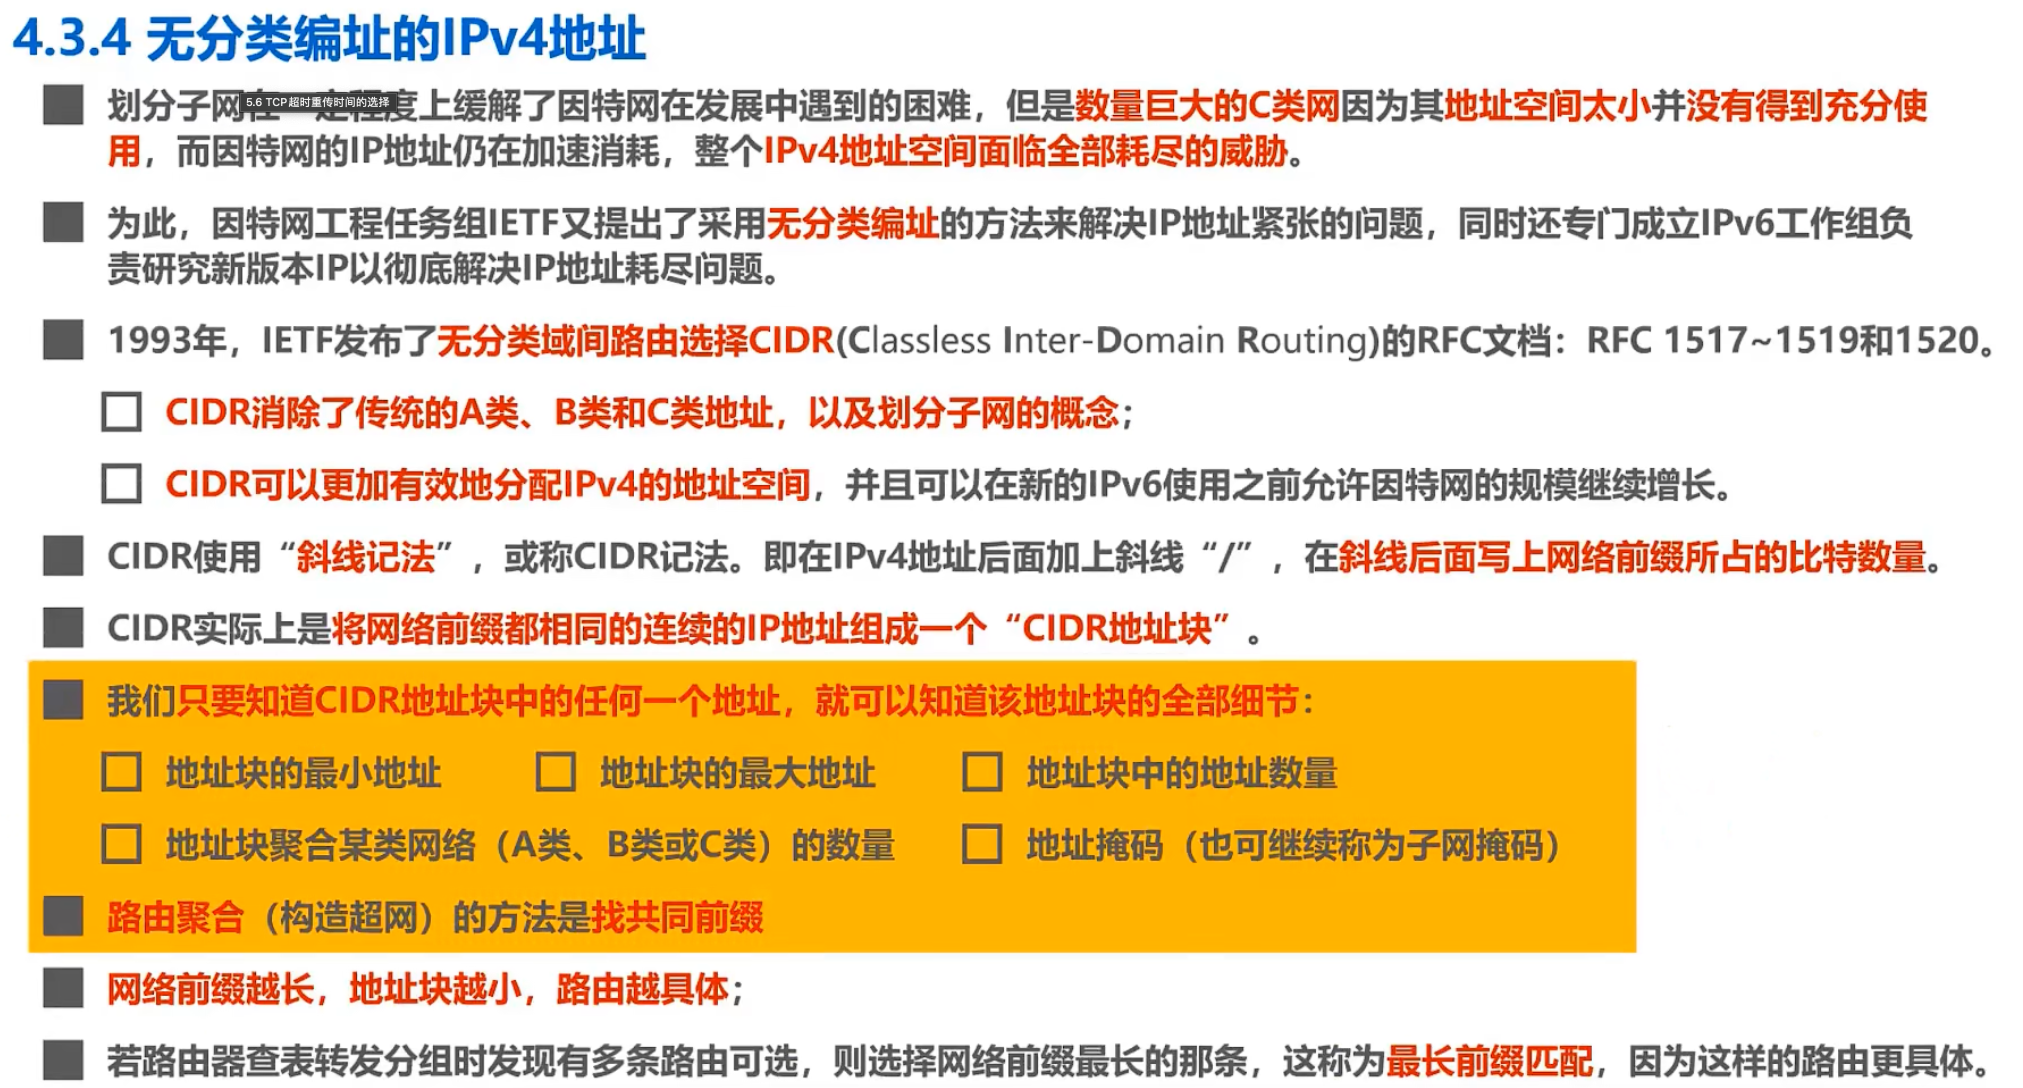 4.3.4 无分类编址的IPv4地址
划分子网在一定程度上缓解了因特网在发展中遇到的困难，但是数量巨大的C类网因为其地址空间太小并没有得到充分使
5.6 TCP超时重传时间的选择
用，而因特网的IP地址仍在加速消耗，整个IPv4地址空间面临全部耗尽的威胁。
为此，因特网工程任务组IETF又提出了采用无分类编址的方法来解决IP地址紧张的问题，同时还专门成立IPv6工作组负
责研究新版本IP以彻底解决IP地址耗尽问题。
1993年，IETF发布了无分类域间路由选择CIDR(Classless Inter-Domain Routing)的RFC文档：RFC 1517~1519和1520。
CIDR消除了传统的A类、B类和C类地址，以及划分子网的概念；
CIDR可以更加有效地分配IPv4的地址空间，并且可以在新的IPv6使用之前允许因特网的规模继续增长。
CIDR使用“斜线记法”，或称CIDR记法。即在IPv4地址后面加上斜线“/”，在斜线后面写上网络前缀所占的比特数量。
CIDR实际上是将网络前缀都相同的连续的IP地址组成一个“CIDR地址块”。
我们只要知道CIDR地址块中的任何一个地址，就可以知道该地址块的全部细节：
地址块的最小地址 地址块的最大地址 地址块中的地址数量
地址块聚合某类网络（A类、B类或C类）的数量 地址掩码（也可继续称为子网掩码）
路由聚合（构造超网）的方法是找共同前缀
网络前缀越长，地址块越小，路由越具体；
若路由器查表转发分组时发现有多条路由可选，则选择网络前缀最长的那条，这称为最长前缀匹配，因为这样的路由更具体。